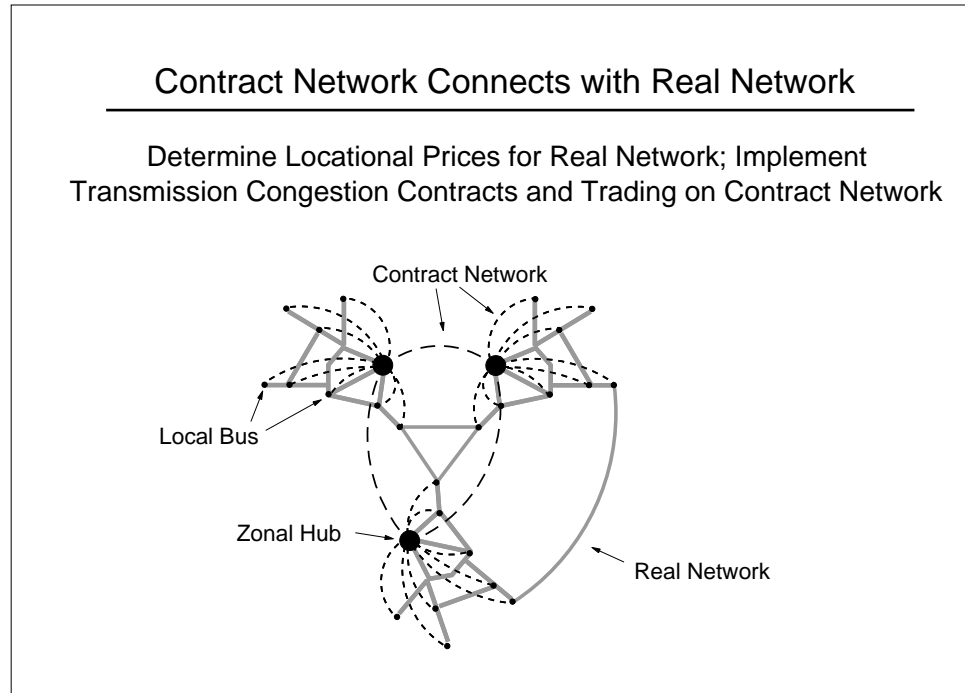 Contract Network Connects with Real Network
Determine Locational Prices for Real Network; Implement
Transmission Congestion Contracts and Trading on Contract Network
Contract Network
Local Bus
Zonal Hub
Real Network